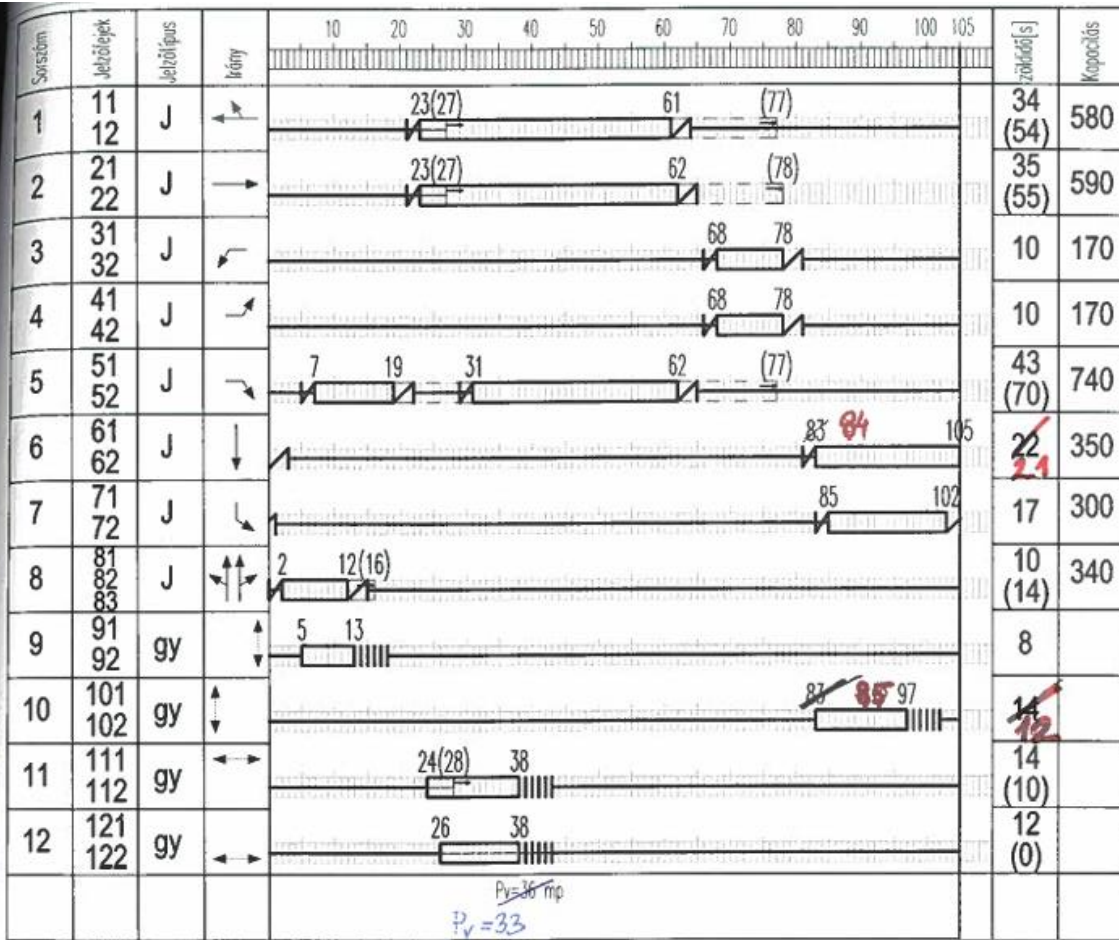 Sorszám Jelzőfejek Jelzőtípus Irány 10 20 30 40 50 60 70 80 90 100 105 zöldidő[s] Kapacitás
1 11 12 J 23(27) 61 (77) 34 (54) 580
2 21 22 J 23(27) 62 (78) 35 (55) 590
3 31 32 J 68 78 10 170
4 41 42 J 68 78 10 170
5 51 52 J 7 19 31 62 (77) 43 (70) 740
6 61 62 J 83 84 105 22 21 350
7 71 72 J 85 102 17 300
8 81 82 83 J 2 12(16) 10 (14) 340
9 91 92 gy 5 13 8
10 101 102 gy 83 85 97 14 12
11 111 112 gy 24(28) 38 14 (10)
12 121 122 gy 26 38 12 (0)
Pv=36 mp
Pv=33